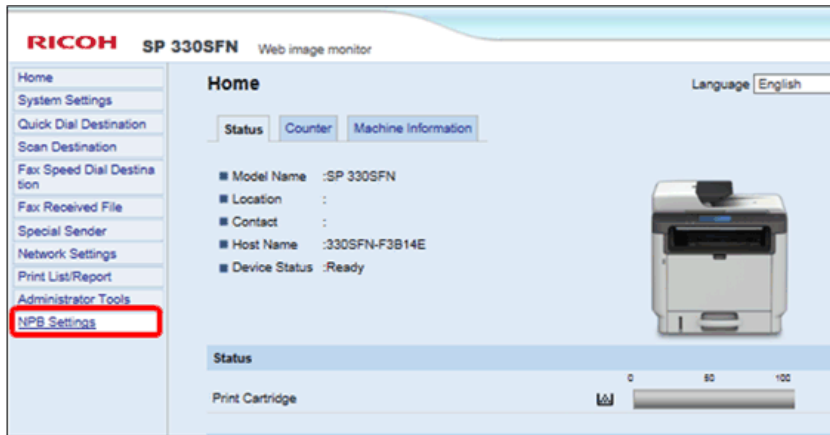 RICOH SP 330SFN Web image monitor
Home
System Settings
Quick Dial Destination
Scan Destination
Fax Speed Dial Destina
tion
Fax Received File
Special Sender
Network Settings
Print List/Report
Administrator Tools
NPB Settings
Home
Language English
Status Counter Machine Information
Model Name :SP 330SFN
Location :
Contact :
Host Name :330SFN-F3B14E
Device Status :Ready
Status
0 50 100
Print Cartridge